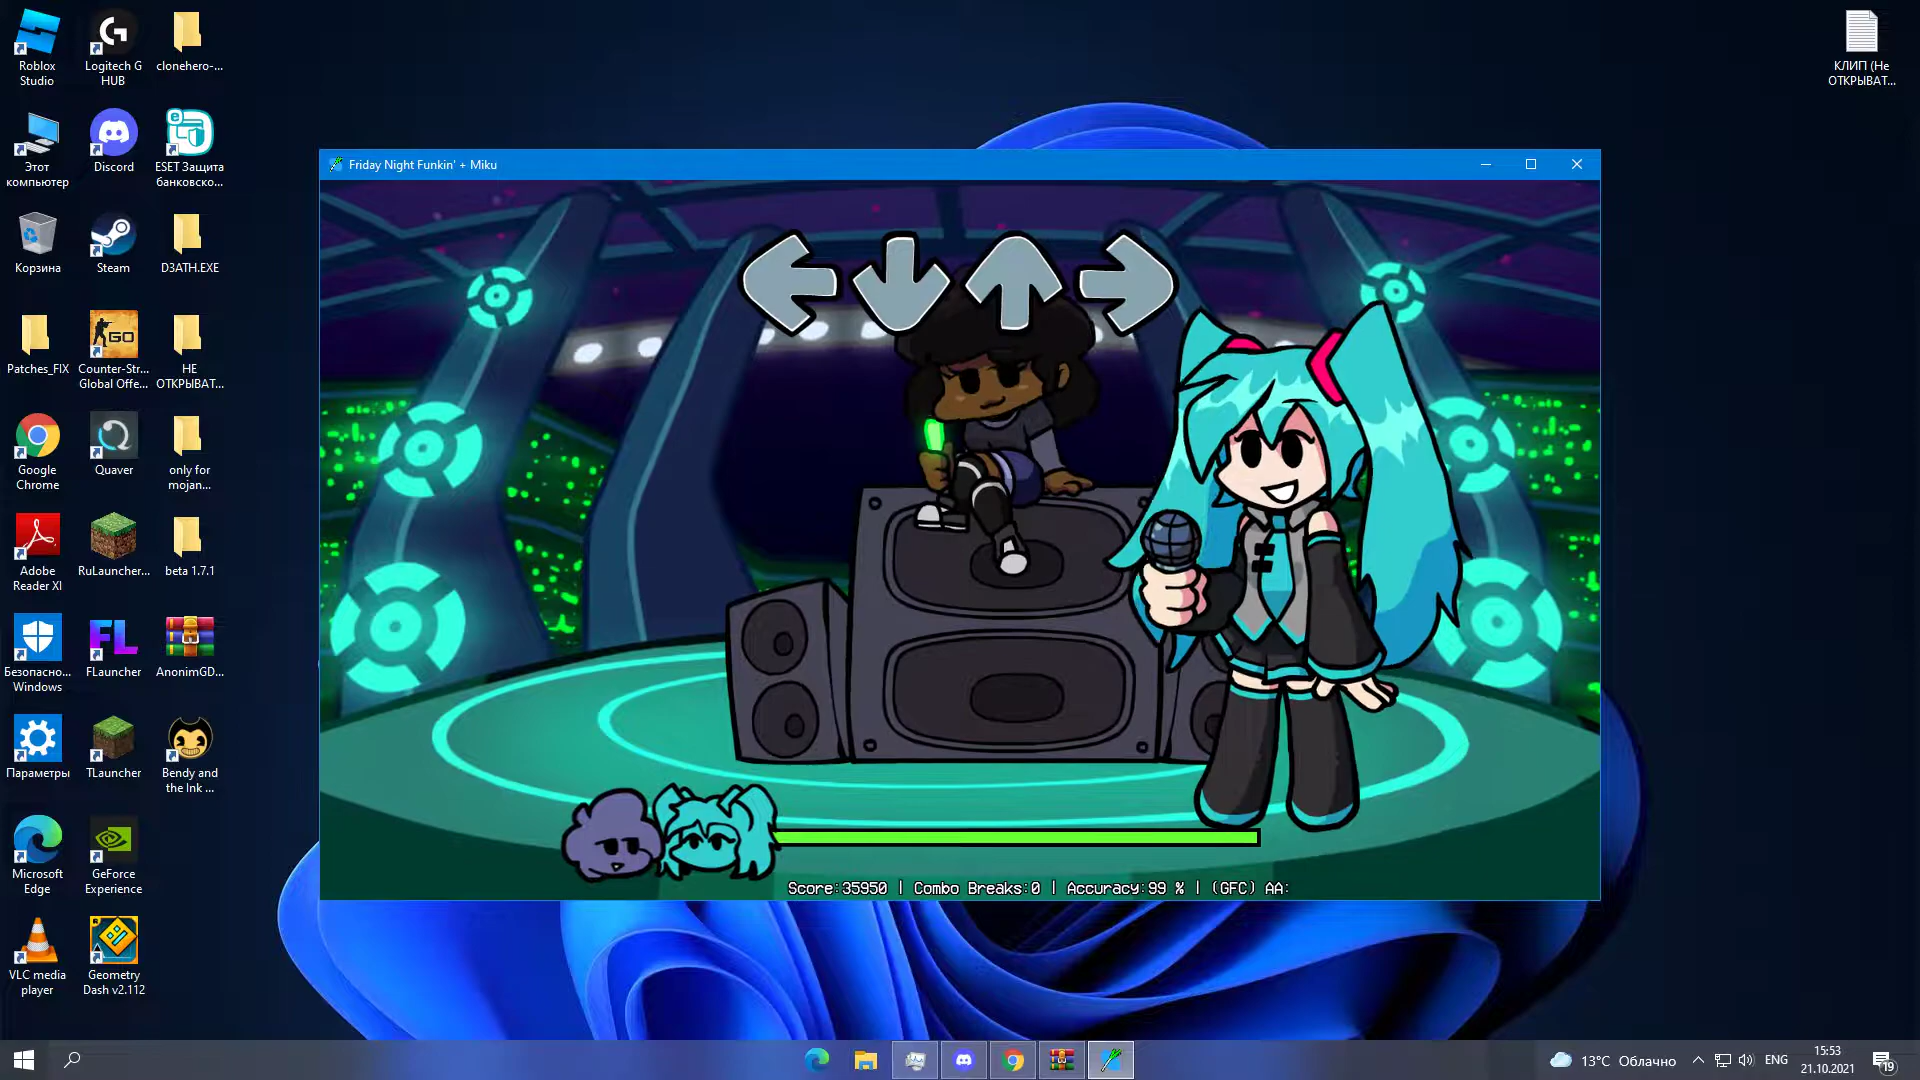 Roblox
Studio
Logitech G
HUB
clonehero-...
КЛИП (Не
ОТКРЫВАТ...
Этот
компьютер
Discord
ESET Защита
банковско...
Корзина
Steam
D3ATH.EXE
Patches_FIX
GO
Counter-Str...
Global Offe...
НЕ
ОТКРЫВАТ...
Google
Chrome
Quaver
only for
mojan...
Adobe
Reader XI
RuLauncher...
beta 1.7.1
Безопасно...
Windows
FL
FLauncher
AnonimGD...
Параметры
TLauncher
Bendy and
the Ink ...
Microsoft
Edge
GeForce
Experience
VLC media
player
Geometry
Dash v2.112
Friday Night Funkin' + Miku
Score:35950 | Combo Breaks:0 | Accuracy:99 % | (GFC) AA:
13°C Облачно
ENG
15:53
21.10.2021
19